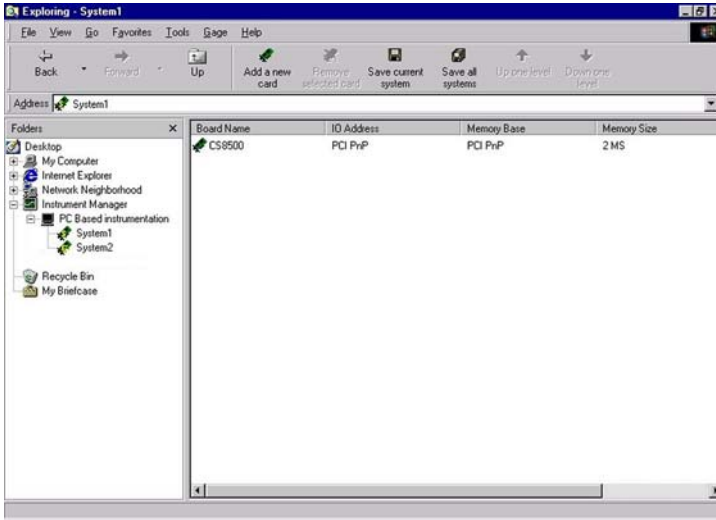 Exploring - System1
File View Go Favorites Tools Gage Help
Back Forward Up Add a new card Remove selected card Save current system Save all systems Up one level Down one level
Address System1
Folders
Desktop
My Computer
Internet Explorer
Network Neighborhood
Instrument Manager
PC Based instrumentation
System1
System2
Recycle Bin
My Briefcase
Board Name IO Address Memory Base Memory Size
CS8500 PCI PnP PCI PnP 2 MS